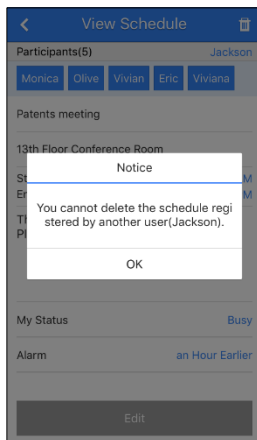 View Schedule
Participants(5) Jackson
Monica Olive Vivian Eric Viviana
Patents meeting
13th Floor Conference Room
Notice
You cannot delete the schedule regi
stered by another user(Jackson).
OK
My Status Busy
Alarm an Hour Earlier
Edit